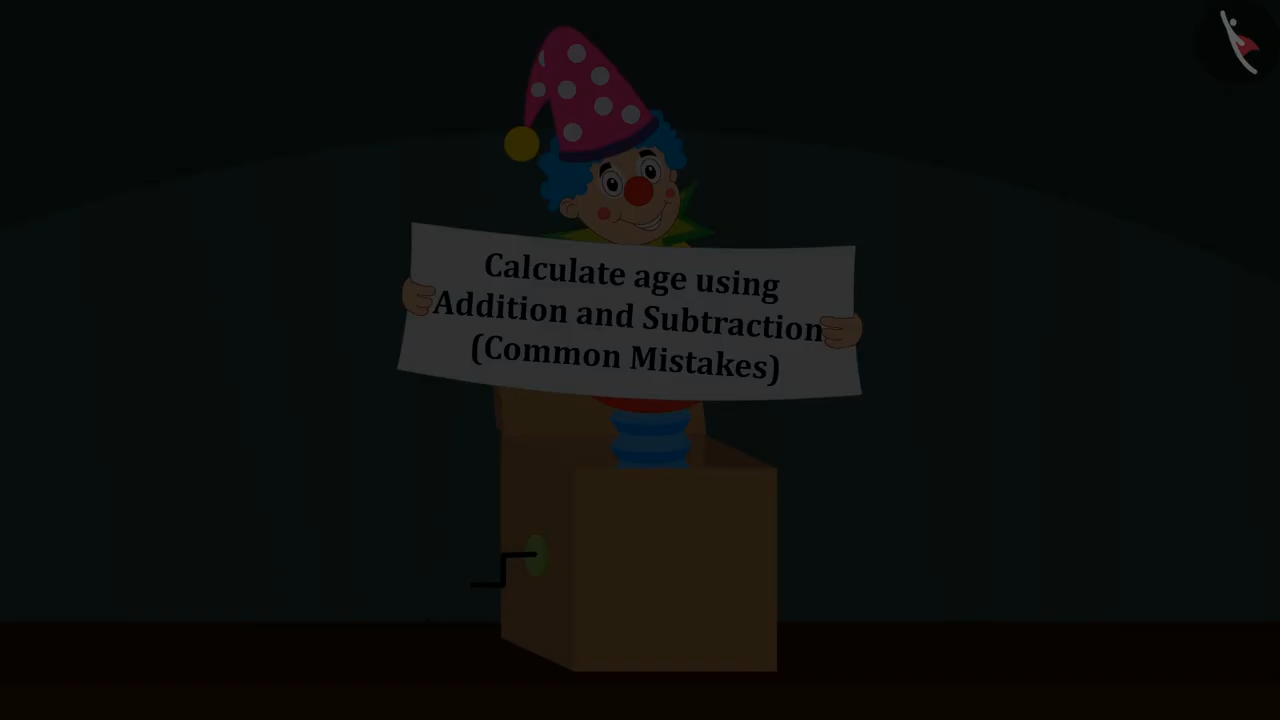 Calculate age using
Addition and Subtraction
(Common Mistakes)